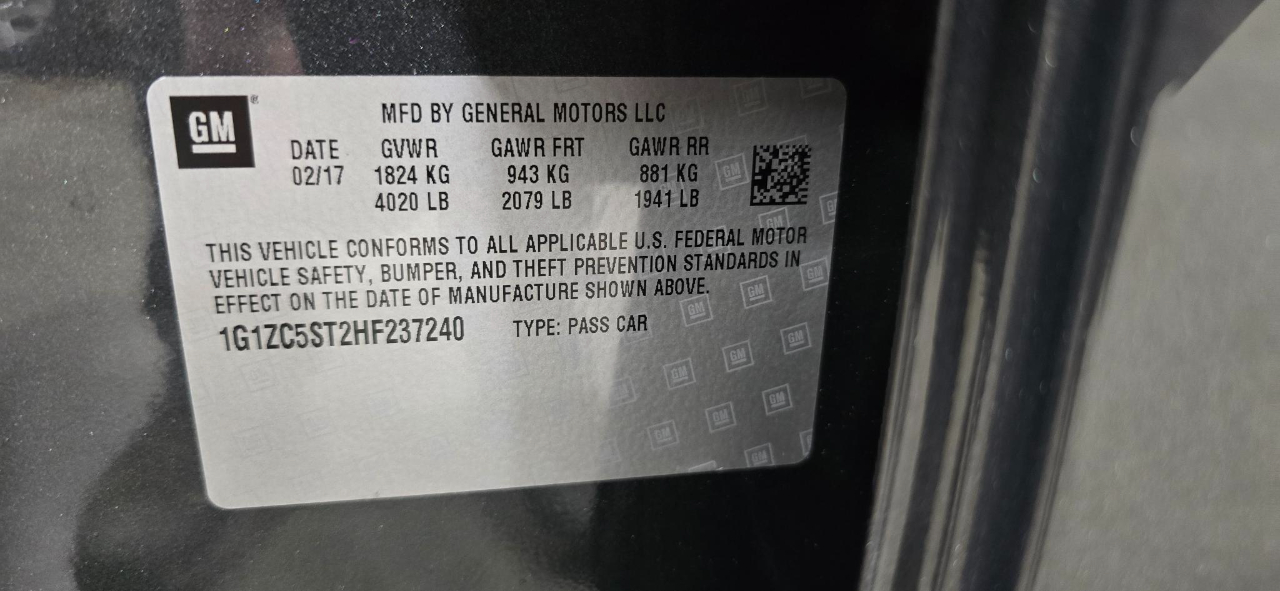 GM®
MFD BY GENERAL MOTORS LLC
DATE GVWR GAWR FRT GAWR RR
02/17 1824 KG 943 KG 881 KG
4020 LB 2079 LB 1941 LB
THIS VEHICLE CONFORMS TO ALL APPLICABLE U.S. FEDERAL MOTOR
VEHICLE SAFETY, BUMPER, AND THEFT PREVENTION STANDARDS IN
EFFECT ON THE DATE OF MANUFACTURE SHOWN ABOVE.
1G1ZC5ST2HF237240 TYPE: PASS CAR